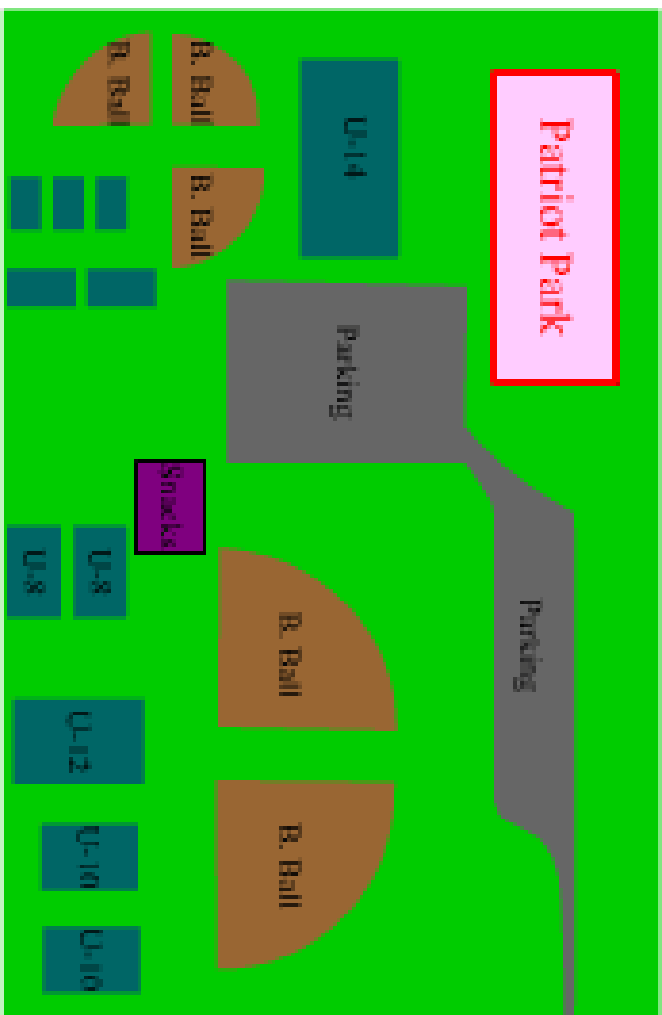 Patriot Park
Parking
U-14
Parking
B. Ball
B. Ball
B. Ball
B. Ball
B. Ball
Snacks
U-8
U-8
U-12
U-10
U-10